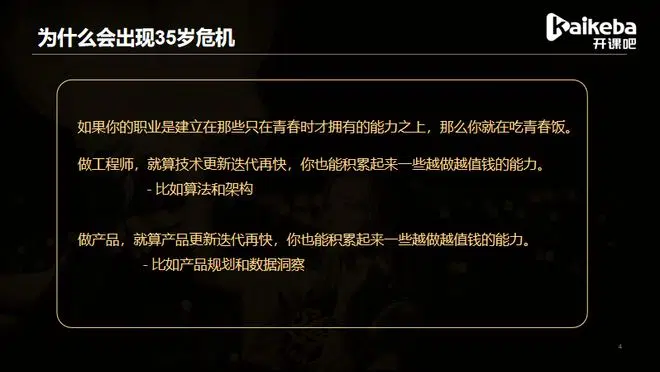 为什么会出现35岁危机
Kaikeba
开课吧
如果你的职业是建立在那些只在青春时才拥有的能力之上，那么你就在吃青春饭。
做工程师，就算技术更新迭代再快，你也能积累起来一些越做越值钱的能力。
- 比如算法和架构
做产品，就算产品更新迭代再快，你也能积累起来一些越做越值钱的能力。
- 比如产品规划和数据洞察
4